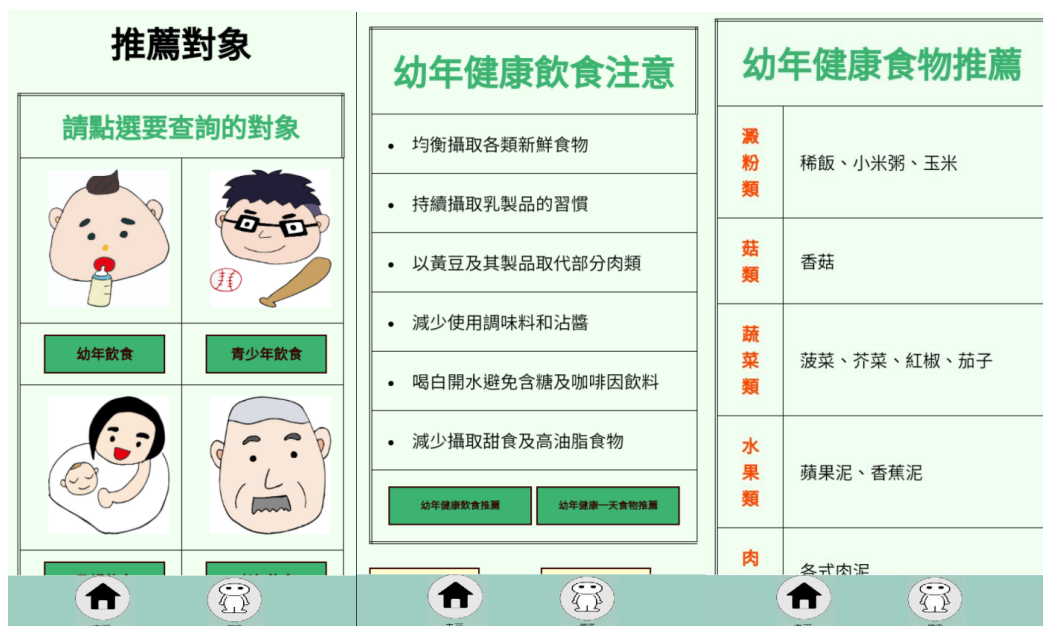 推薦對象
請點選要查詢的對象
幼年飲食
青少年飲食
幼年健康飲食注意
• 均衡攝取各類新鮮食物
• 持續攝取乳製品的習慣
• 以黃豆及其製品取代部分肉類
• 減少使用調味料和沾醬
• 喝白開水避免含糖及咖啡因飲料
• 減少攝取甜食及高油脂食物
幼年健康飲食推薦
幼年健康一天食物推薦
幼年健康食物推薦
澱粉類
稀飯、小米粥、玉米
菇類
香菇
蔬菜類
菠菜、芥菜、紅椒、茄子
水果類
蘋果泥、香蕉泥
肉
各式肉泥